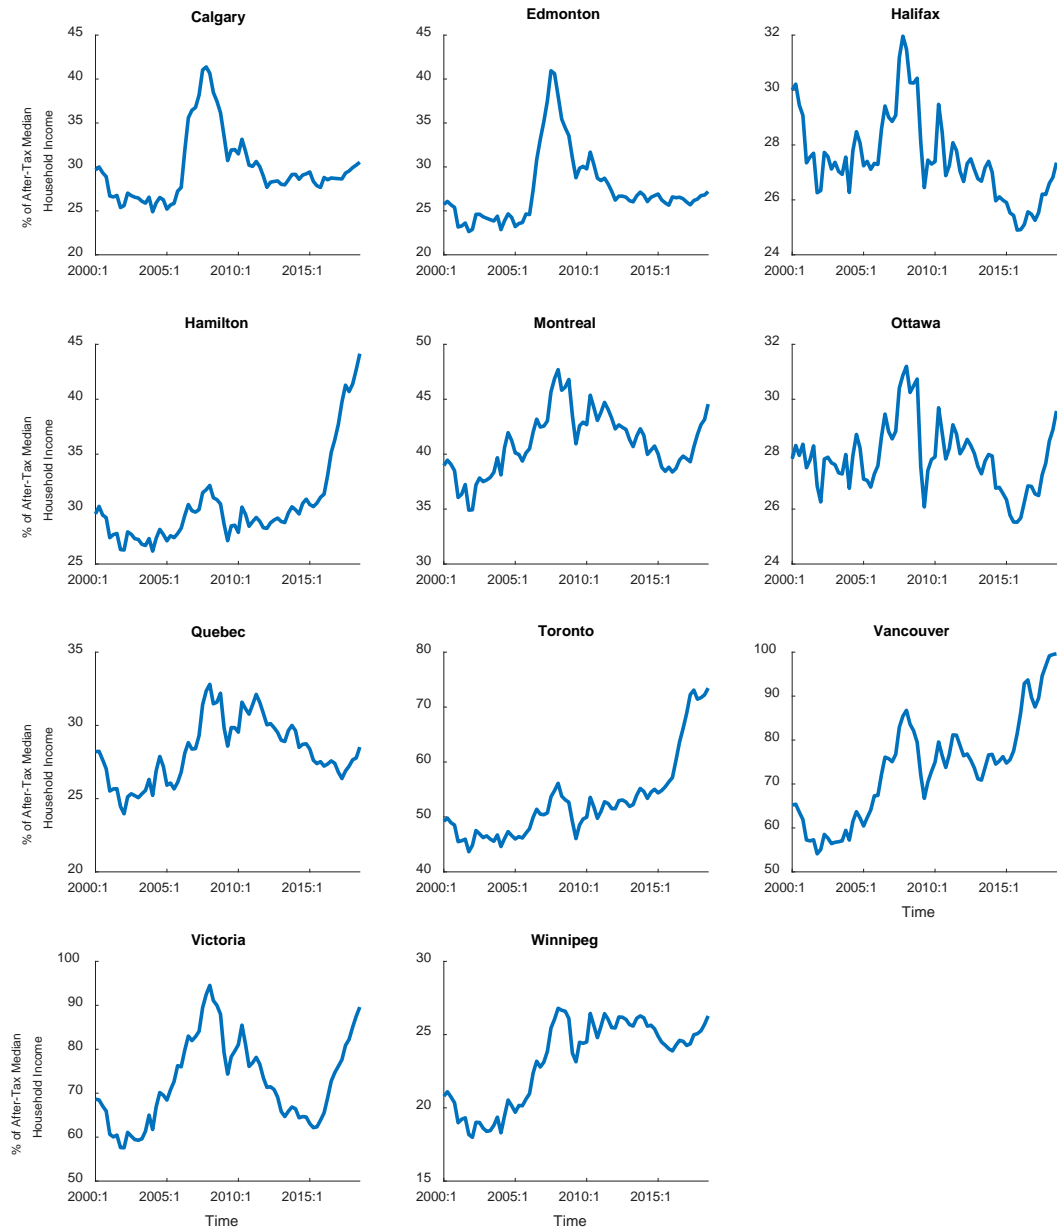 Calgary
% of After-Tax Median
Household Income
45
40
35
30
25
20
2000:1 2005:1 2010:1 2015:1
Edmonton
45
40
35
30
25
20
2000:1 2005:1 2010:1 2015:1
Halifax
32
30
28
26
24
2000:1 2005:1 2010:1 2015:1
Hamilton
% of After-Tax Median
Household Income
45
40
35
30
25
2000:1 2005:1 2010:1 2015:1
Montreal
50
45
40
35
30
2000:1 2005:1 2010:1 2015:1
Ottawa
32
30
28
26
24
2000:1 2005:1 2010:1 2015:1
Quebec
% of After-Tax Median
Household Income
35
30
25
20
2000:1 2005:1 2010:1 2015:1
Toronto
80
70
60
50
40
2000:1 2005:1 2010:1 2015:1
Vancouver
100
90
80
70
60
50
2000:1 2005:1 2010:1 2015:1
Time
Victoria
% of After-Tax Median
Household Income
100
90
80
70
60
50
2000:1 2005:1 2010:1 2015:1
Time
Winnipeg
30
25
20
15
2000:1 2005:1 2010:1 2015:1
Time